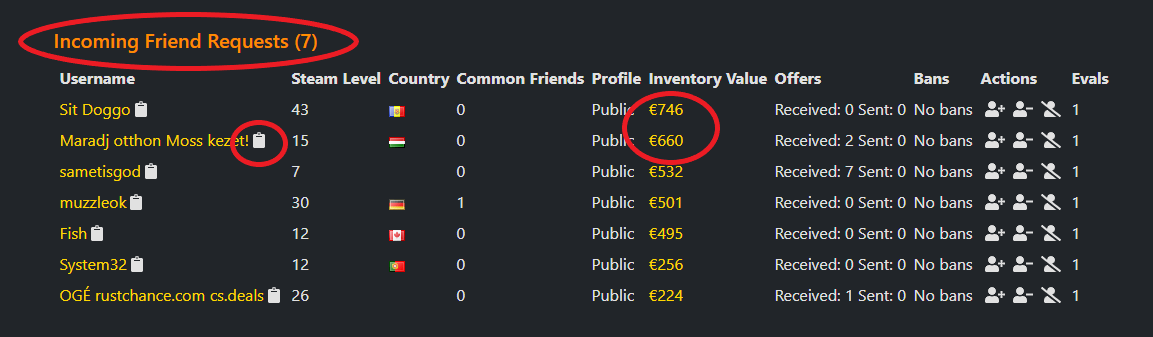 Incoming Friend Requests (7)
Username Steam Level Country Common Friends Profile Inventory Value Offers Bans Actions Evals
Sit Doggo 43 0 Public €746 Received: 0 Sent: 0 No bans 1
Maradj otthon Moss kezet! 15 0 Public €660 Received: 2 Sent: 0 No bans 1
sametisgod 7 0 Public €532 Received: 7 Sent: 0 No bans 1
muzzleok 30 1 Public €501 Received: 0 Sent: 0 No bans 1
Fish 12 0 Public €495 Received: 0 Sent: 0 No bans 1
System32 12 0 Public €256 Received: 0 Sent: 0 No bans 1
OGÉ rustchance.com cs.deals 26 0 Public €224 Received: 1 Sent: 0 No bans 1